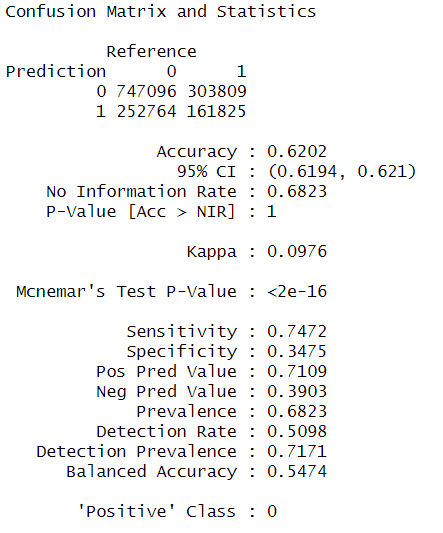 Confusion Matrix and Statistics
Reference
Prediction 0 1
0 747096 303809
1 252764 161825
Accuracy : 0.6202
95% CI : (0.6194, 0.621)
No Information Rate : 0.6823
P-Value [Acc > NIR] : 1
Kappa : 0.0976
Mcnemar's Test P-Value : <2e-16
Sensitivity : 0.7472
Specificity : 0.3475
Pos Pred Value : 0.7109
Neg Pred Value : 0.3903
Prevalence : 0.6823
Detection Rate : 0.5098
Detection Prevalence : 0.7171
Balanced Accuracy : 0.5474
'Positive' Class : 0